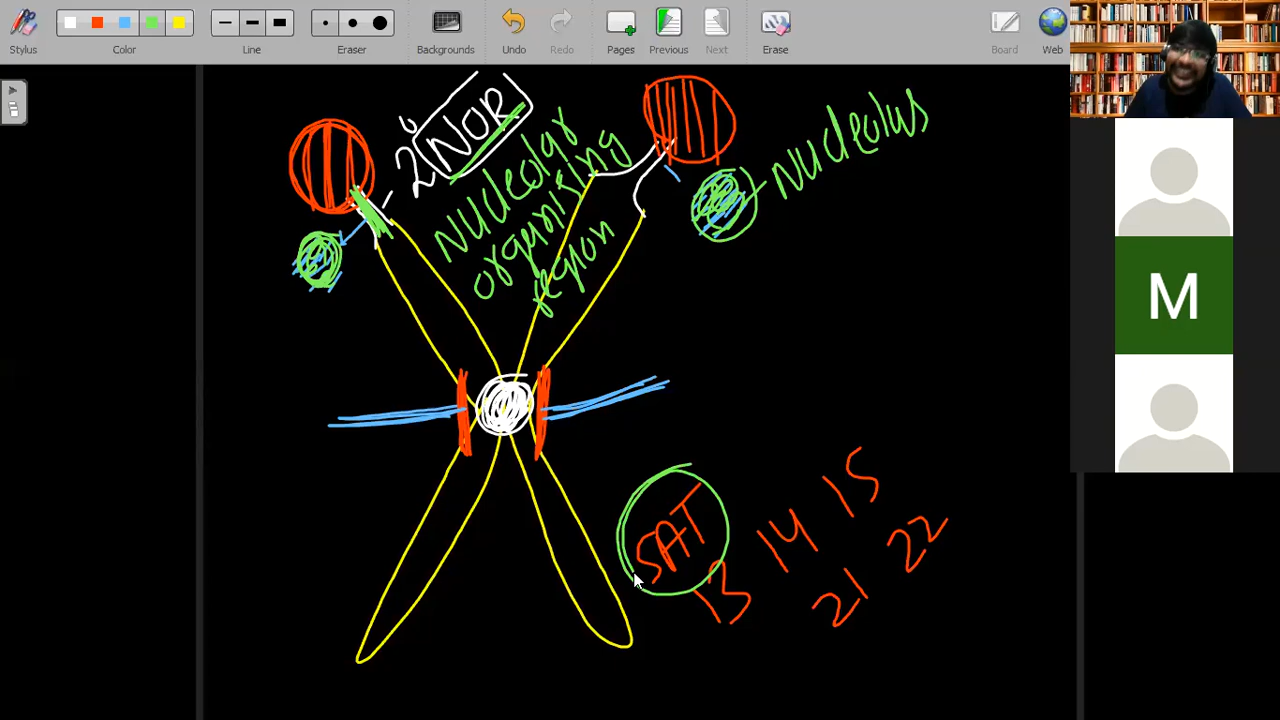 Stylus
Color
Line
Eraser
Backgrounds
Undo
Redo
Pages
Previous
Next
Erase
Board
Web
2° NOR
Nucleolar
organising
region
Nucleolus
M
SAT
13 14 15
21 22